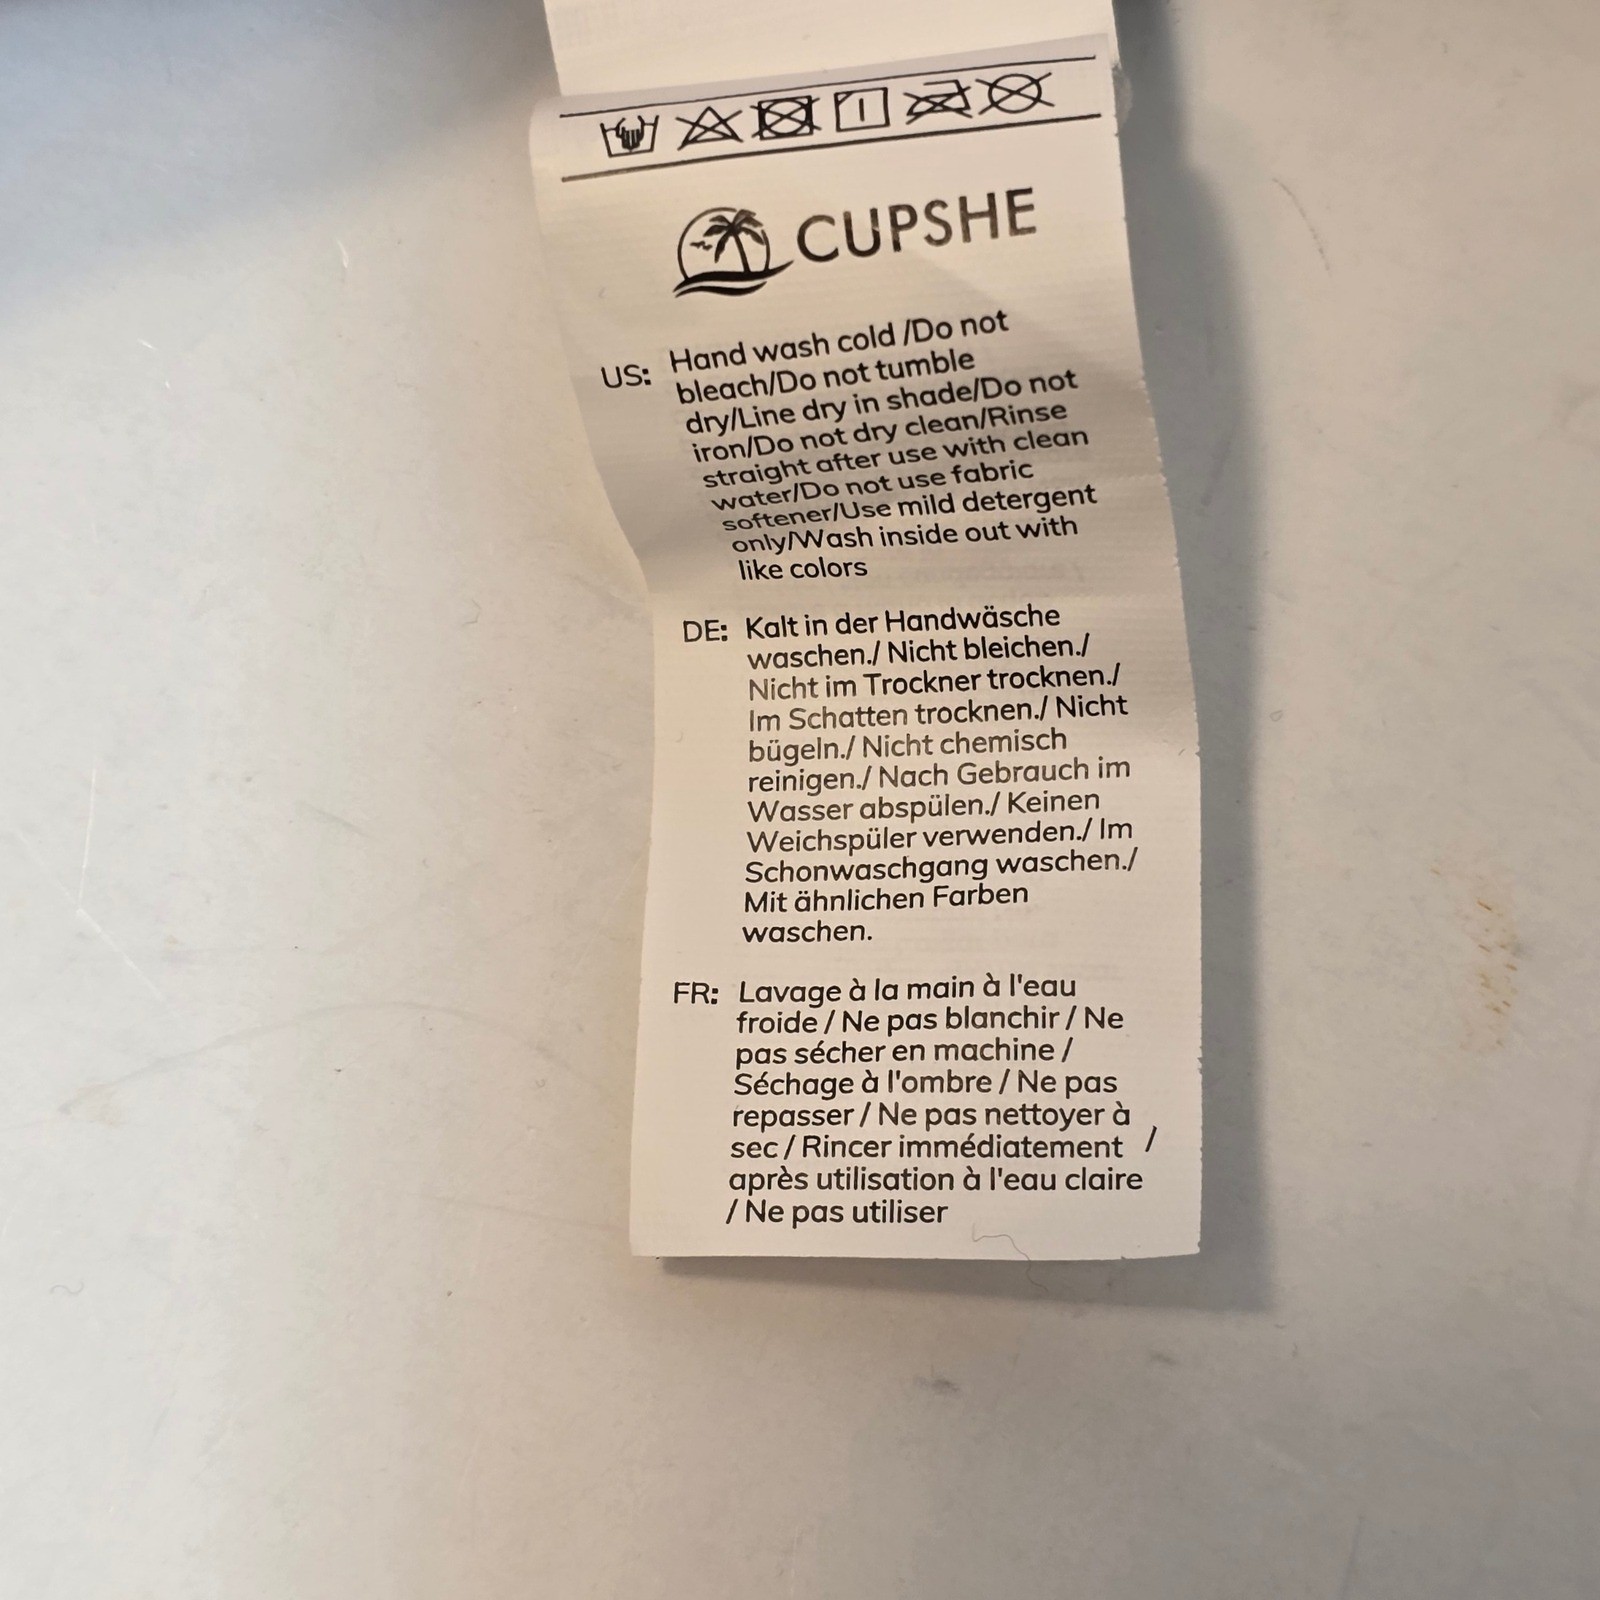 CUPSHE
US: Hand wash cold /Do not
bleach/Do not tumble
dry/Line dry in shade/Do not
iron/Do not dry clean/Rinse
straight after use with clean
water/Do not use fabric
softener/Use mild detergent
only/Wash inside out with
like colors
DE: Kalt in der Handwäsche
waschen./ Nicht bleichen./
Nicht im Trockner trocknen./
Im Schatten trocknen./ Nicht
bügeln./ Nicht chemisch
reinigen./ Nach Gebrauch im
Wasser abspülen./ Keinen
Weichspüler verwenden./ Im
Schonwaschgang waschen./
Mit ähnlichen Farben
waschen.
FR: Lavage à la main à l'eau
froide / Ne pas blanchir / Ne
pas sécher en machine /
Séchage à l'ombre / Ne pas
repasser / Ne pas nettoyer à
sec / Rincer immédiatement /
après utilisation à l'eau claire
/ Ne pas utiliser